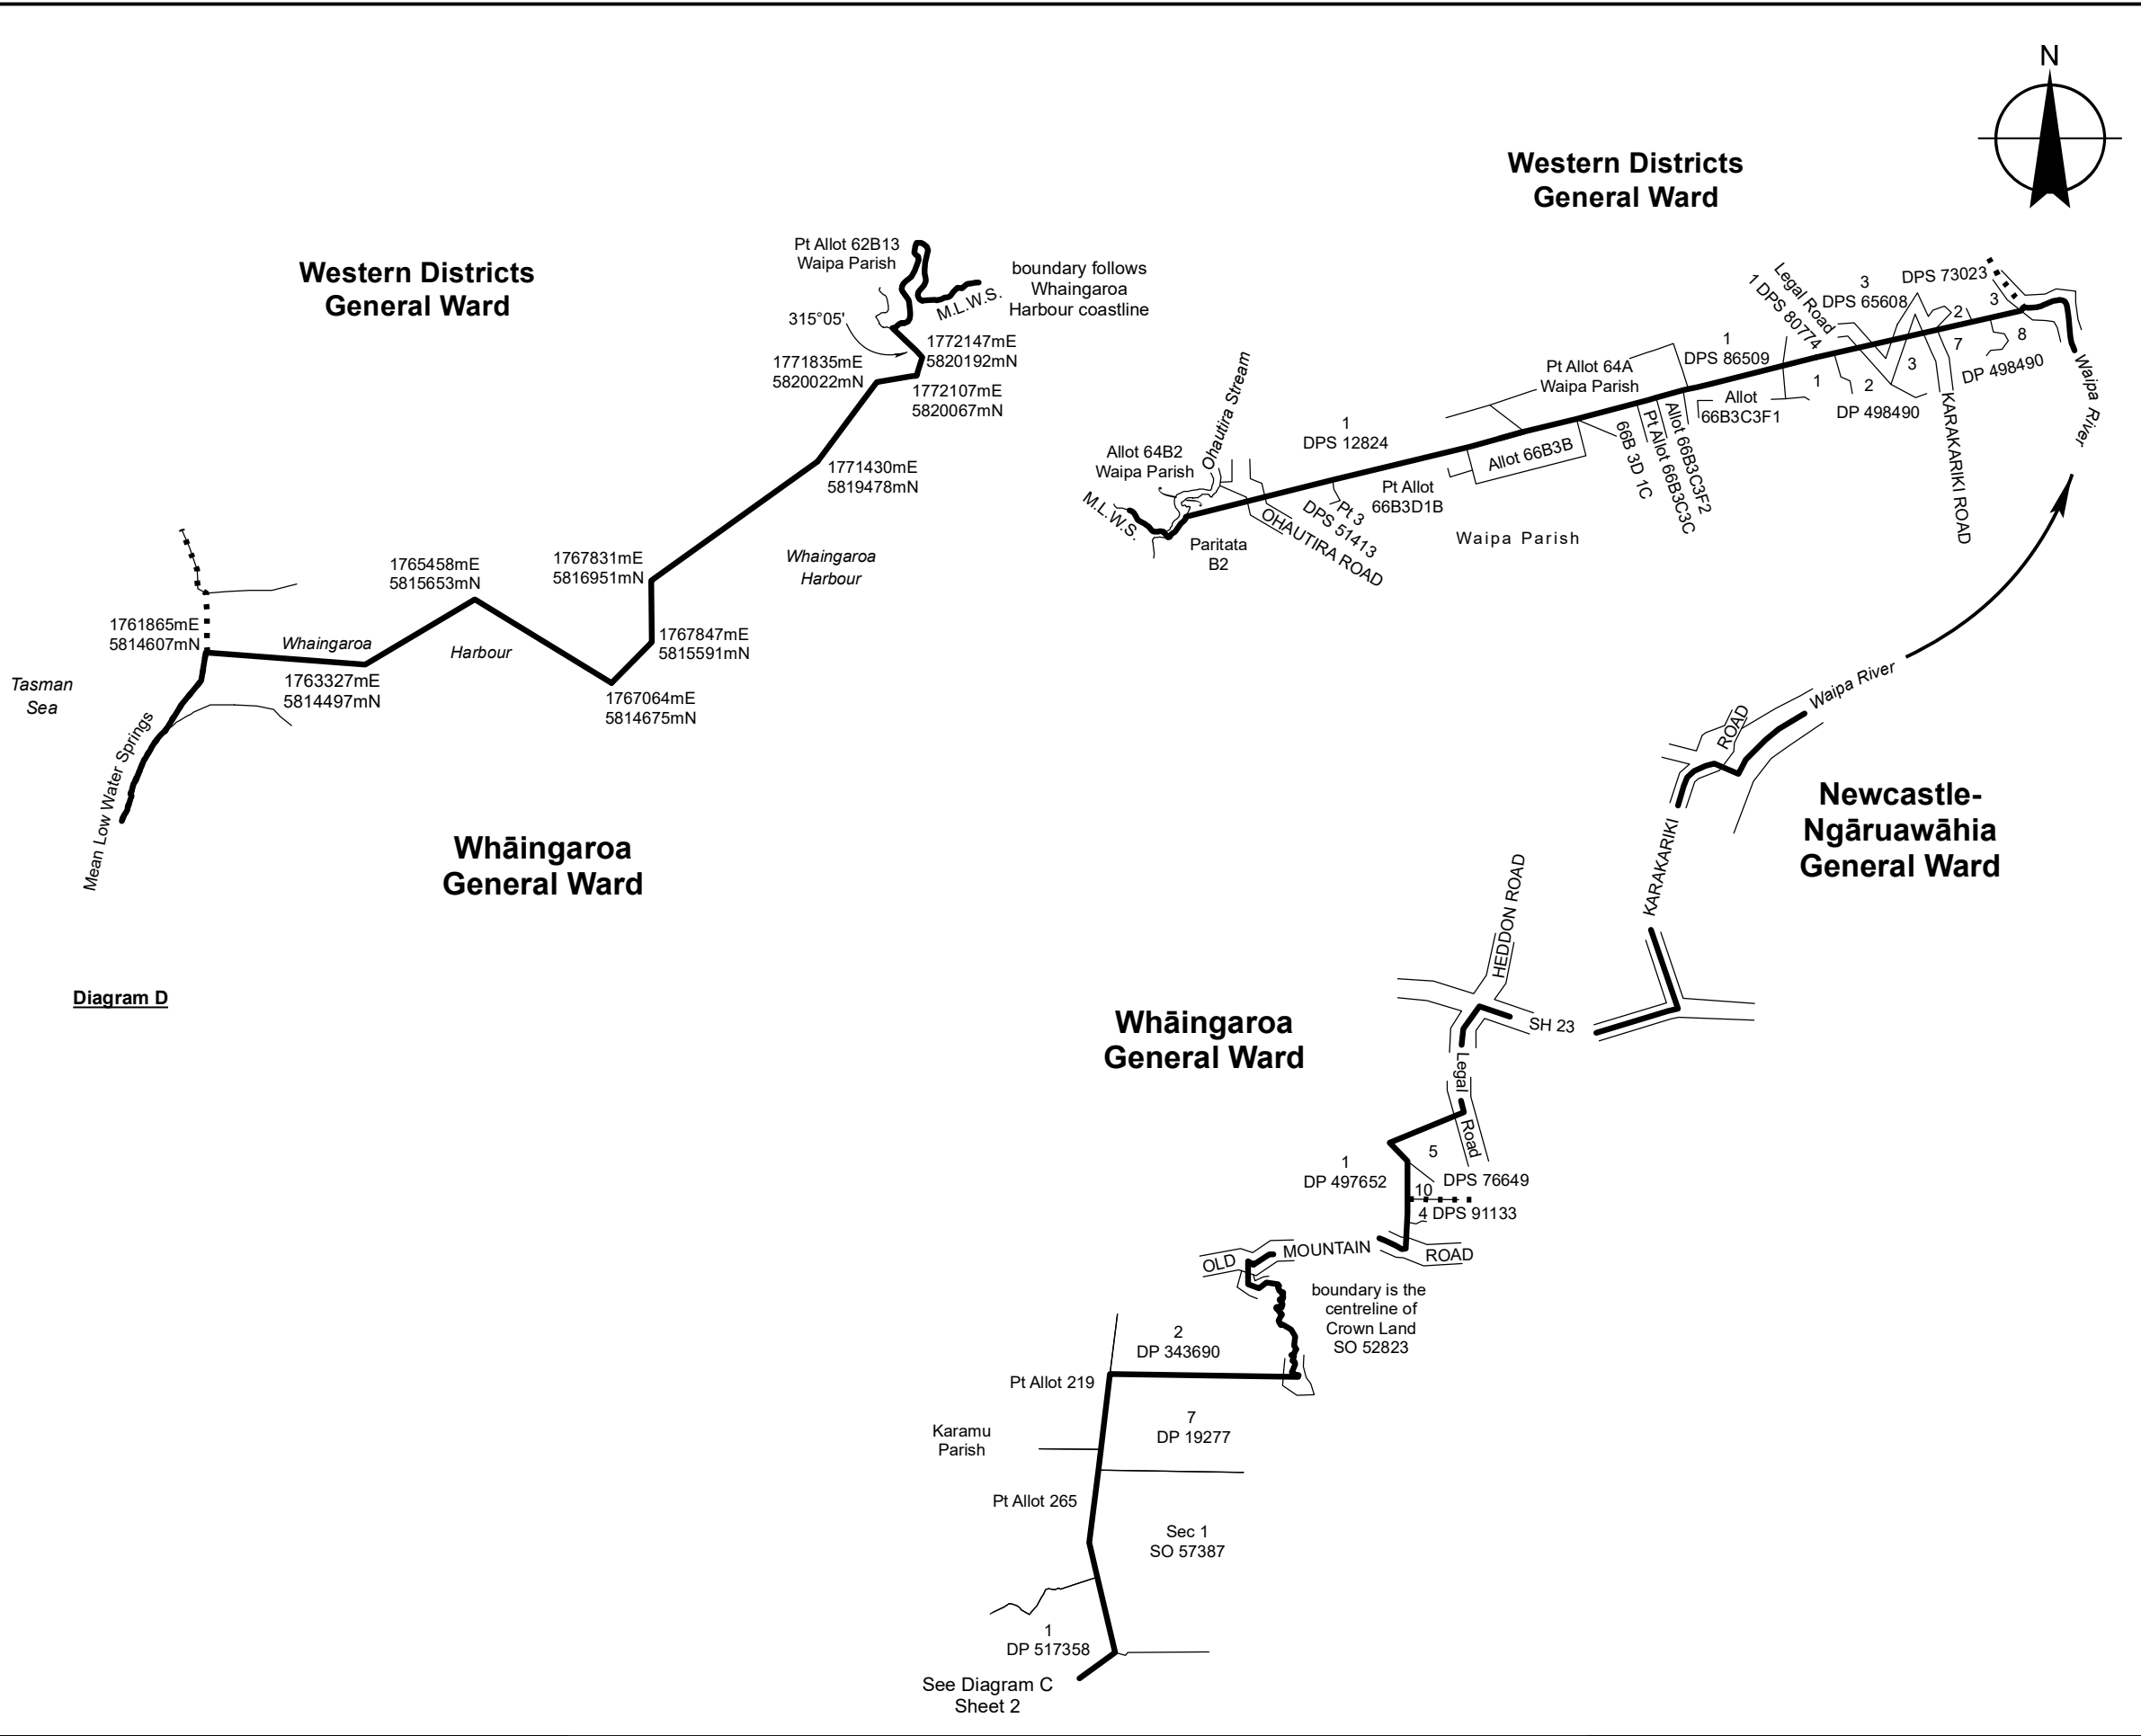 N
Western Districts
General Ward
Western Districts
General Ward
Pt Allot 62B13
Waipa Parish
boundary follows
Whaingaroa
Harbour coastline
M.L.W.S.
315°05'
1772147mE
5820192mN
1771835mE
5820022mN
1772107mE
5820067mN
1771430mE
5819478mN
1767831mE
5816951mN
Whaingaroa
Harbour
1765458mE
5815653mN
1761865mE
5814607mN
Whaingaroa
Harbour
1767847mE
5815591mN
1763327mE
5814497mN
1767064mE
5814675mN
Tasman
Sea
Mean Low Water Springs
Whāingaroa
General Ward
Diagram D
Legal Road
1 DPS 80774
3
DPS 65608
DPS 73023
3
2
8
7
3
DP 498490
Waipa River
1
DPS 86509
1
2
DP 498490
Allot
66B3C3F1
KARAKARIKI ROAD
Pt Allot 64A
Waipa Parish
Allot 66B3C3F2
Pt Allot 66B3C3C
66B 3D 1C
Allot 66B3B
1
DPS 12824
Ohautira Stream
Allot 64B2
Waipa Parish
M.L.W.S.
Paritata
B2
OHAUTIRA ROAD
Pt 3
DPS 51413
Pt Allot
66B3D1B
Waipa Parish
Waipa River
ROAD
KARAKARIKI
Newcastle-
Ngāruawāhia
General Ward
HEDDON ROAD
SH 23
Whāingaroa
General Ward
Legal
Road
5
DPS 76649
1
DP 497652
10
4 DPS 91133
OLD
MOUNTAIN
ROAD
boundary is the
centreline of
Crown Land
SO 52823
2
DP 343690
Pt Allot 219
7
DP 19277
Karamu
Parish
Pt Allot 265
Sec 1
SO 57387
1
DP 517358
See Diagram C
Sheet 2